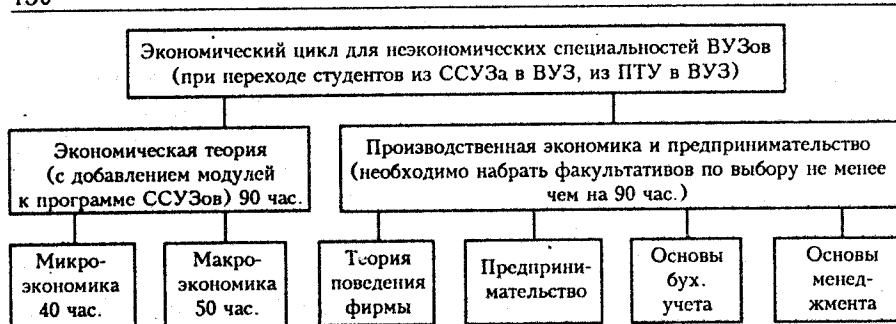 Экономический цикл для неэкономических специальностей ВУЗов
(при переходе студентов из ССУЗа в ВУЗ, из ПТУ в ВУЗ)
Экономическая теория
(с добавлением модулей
к программе ССУЗов) 90 час.
Производственная экономика и предпринимательство
(необходимо набрать факультативов по выбору не менее
чем на 90 час.)
Микро-
экономика
40 час.
Макро-
экономика
50 час.
Теория
поведения
фирмы
Предприни-
мательство
Основы
бух.
учета
Основы
менед-
жмента